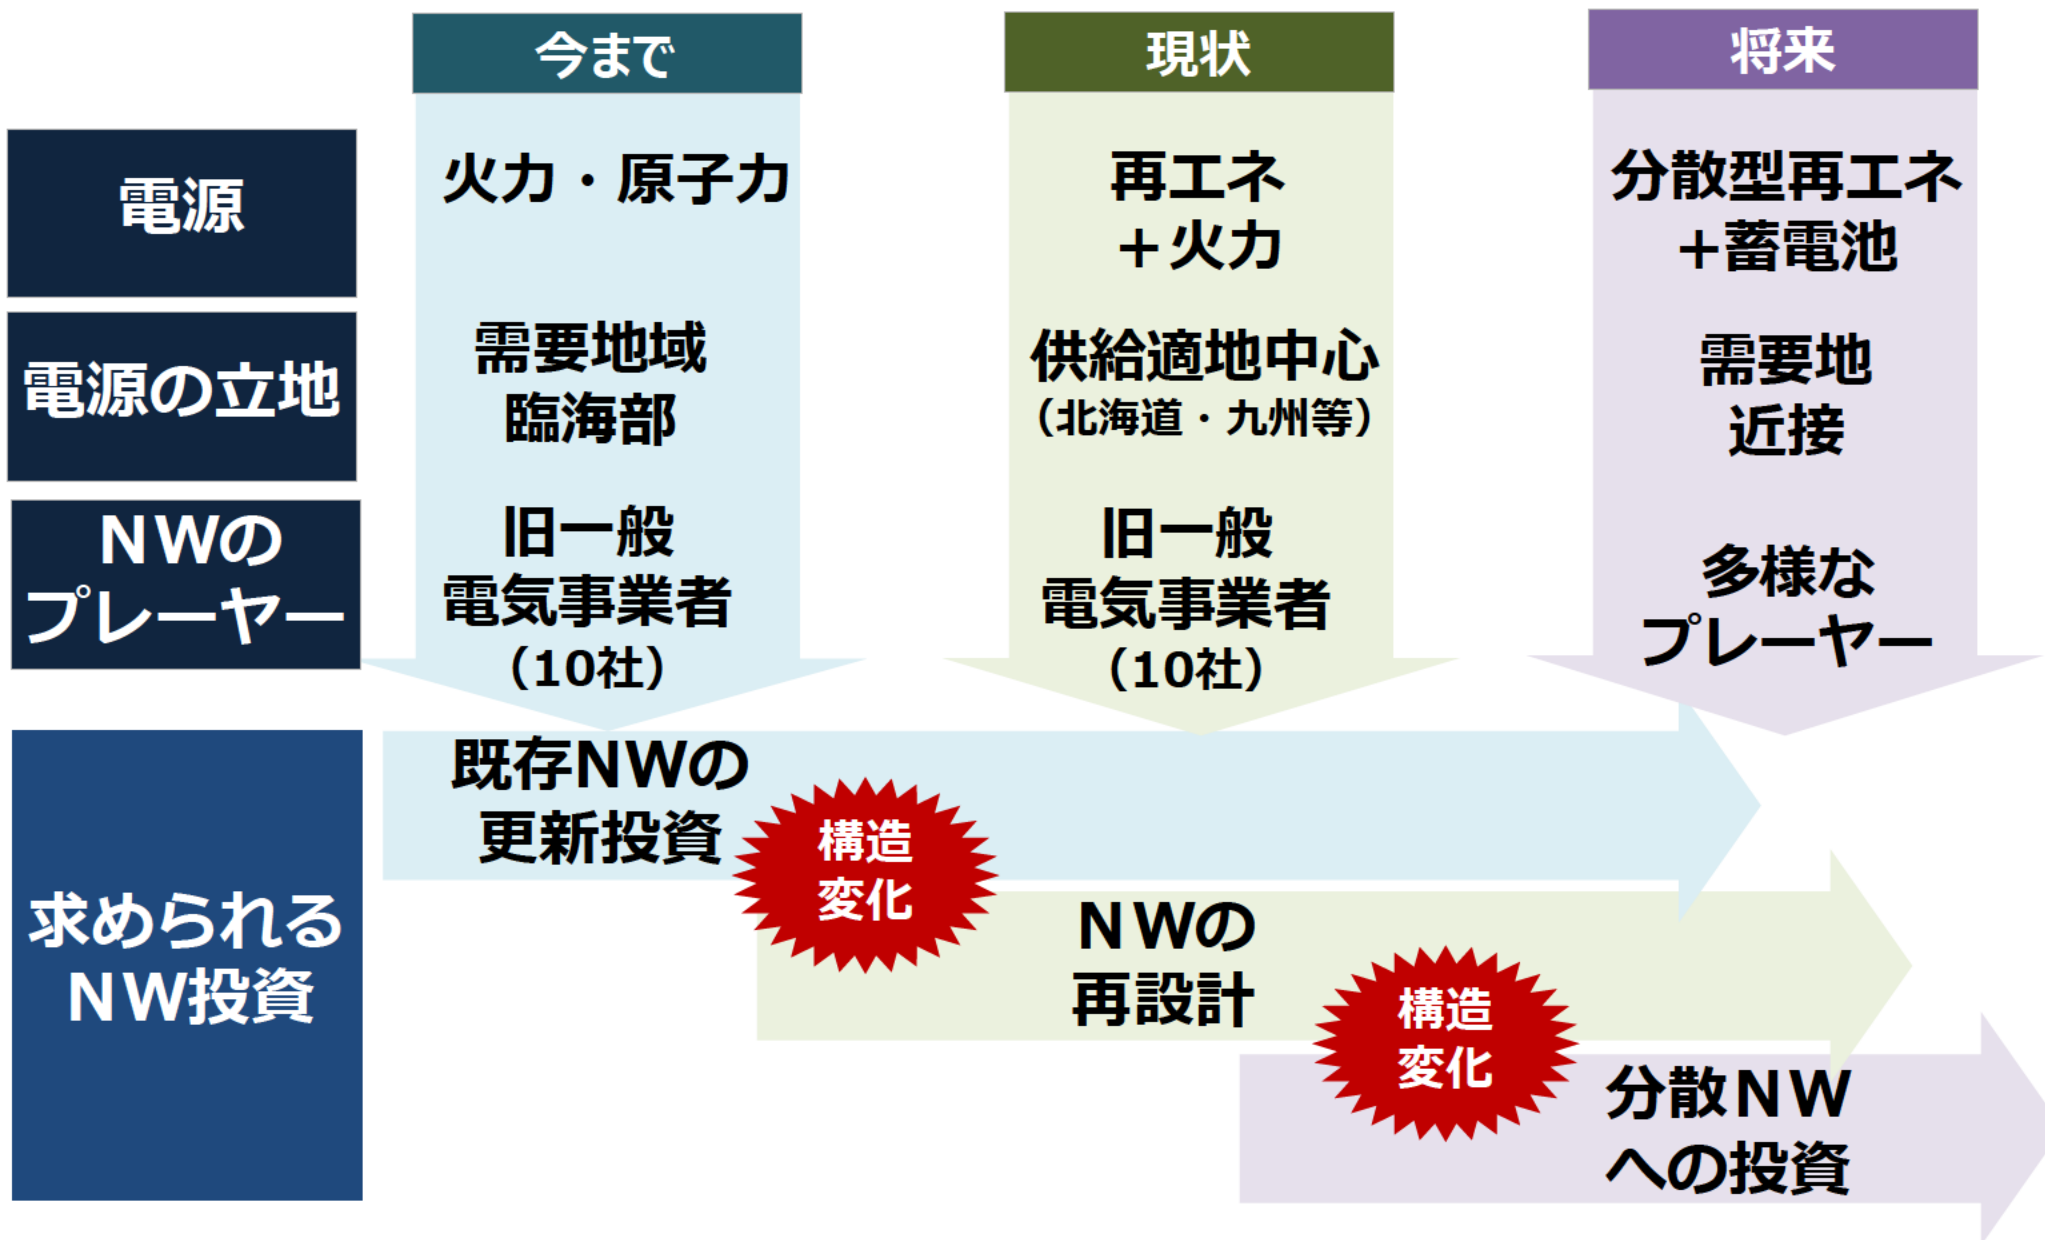 今まで
現状
将来
電源
火力・原子力
再エネ
＋火力
分散型再エネ
+蓄電池
電源の立地
需要地域
臨海部
供給適地中心
（北海道・九州等）
需要地
近接
ＮＷの
プレーヤー
旧一般
電気事業者
（10社）
旧一般
電気事業者
（10社）
多様な
プレーヤー
求められる
ＮＷ投資
既存NWの
更新投資
構造
変化
ＮＷの
再設計
構造
変化
分散ＮＷ
への投資